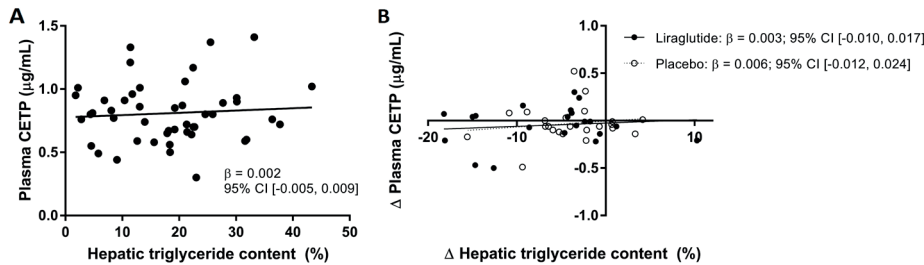 A
Plasma CETP (μg/mL)
1.5
1.0
0.5
0.0
β = 0.002
95% CI [-0.005, 0.009]
0
10
20
30
40
50
Hepatic triglyceride content (%)
B
Δ Plasma CETP (μg/mL)
1.0
0.5
-20
-10
10
-0.5
-1.0
Liraglutide: β = 0.003; 95% CI [-0.010, 0.017]
Placebo: β = 0.006; 95% CI [-0.012, 0.024]
Δ Hepatic triglyceride content (%)